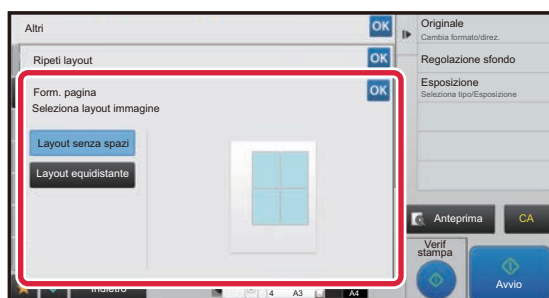 Altri
OK
Ripeti layout
OK
Form. pagina
OK
Seleziona layout immagine
Layout senza spazi
Layout equidistante
Indietro
4 A3
A4
Originale
Cambia formato/direz.
Regolazione sfondo
Esposizione
Seleziona tipo/Esposizione
Anteprima
CA
Verif
stampa
Avvio